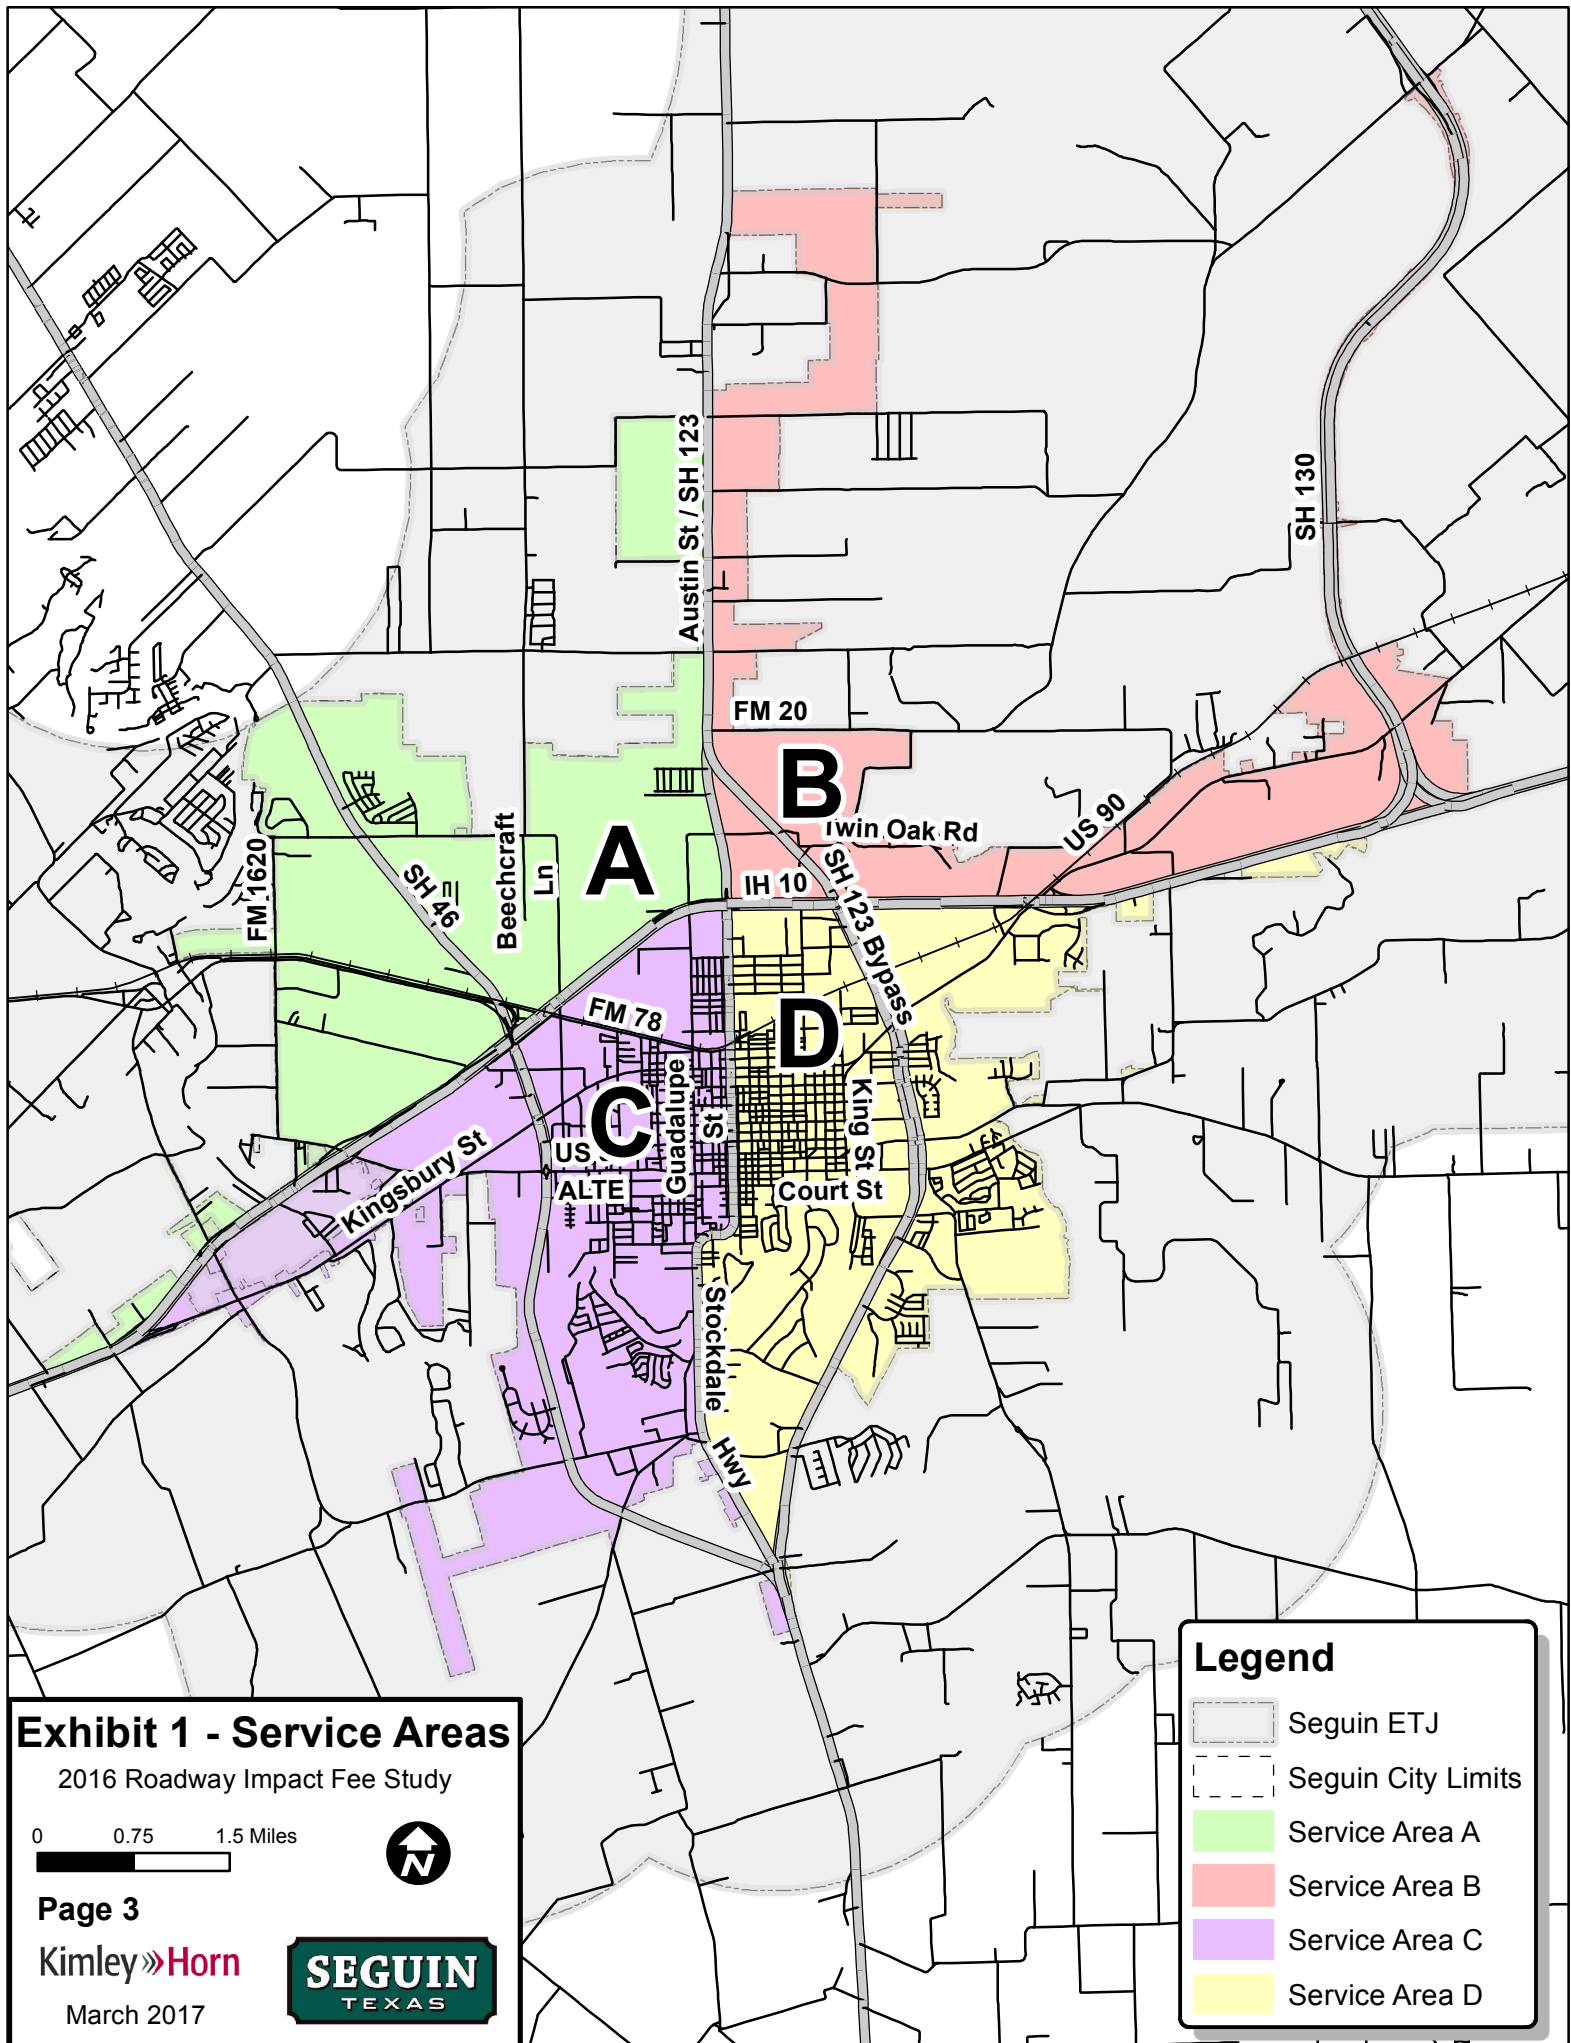 Austin St / SH 123
SH 130
FM 20
B
Twin Oak Rd
US 90
A
Beechcraft
Ln
SH 46
FM 1620
IH 10
SH 123 Bypass
FM 78
D
C
Guadalupe
St
King St
US
ALTE
Court St
Kingsbury St
Stockdale
Hwy
Legend
Seguin ETJ
Seguin City Limits
Service Area A
Service Area B
Service Area C
Service Area D
Exhibit 1 - Service Areas
2016 Roadway Impact Fee Study
0 0.75 1.5 Miles
N
Page 3
Kimley»Horn
March 2017
SEGUIN
TEXAS